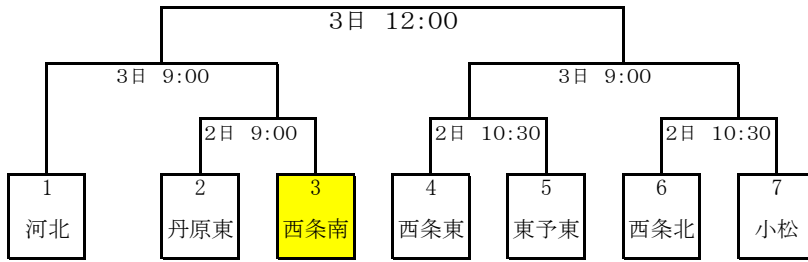 3日 12:00
3日 9:00
3日 9:00
2日 9:00
2日 10:30
2日 10:30
1
河北
2
丹原東
3
西条南
4
西条東
5
東予東
6
西条北
7
小松